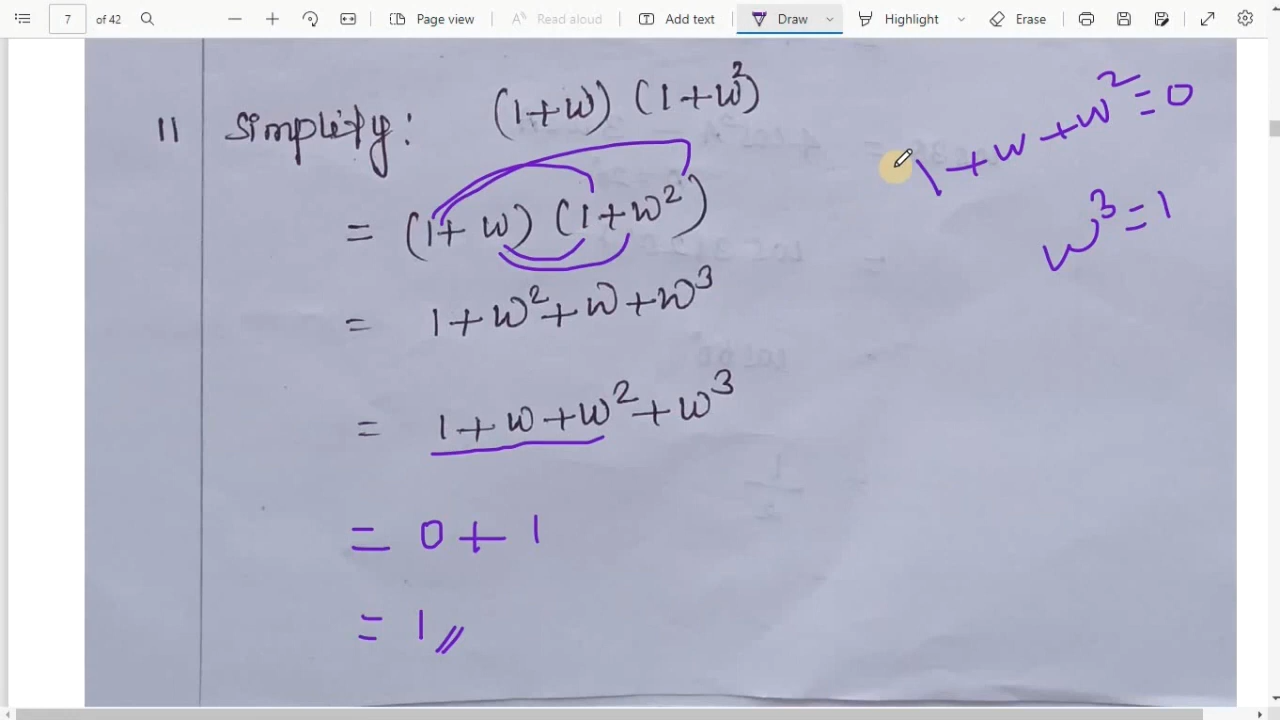 7 of 42 Page view Read aloud Add text Draw Highlight Erase
11 Simplify: (1+w) (1+w²)
1+w+w²=0
= (1+w) (1+w²)
w³=1
= 1+w²+w+w³
= 1+w+w²+w³
= 0+1
= 1